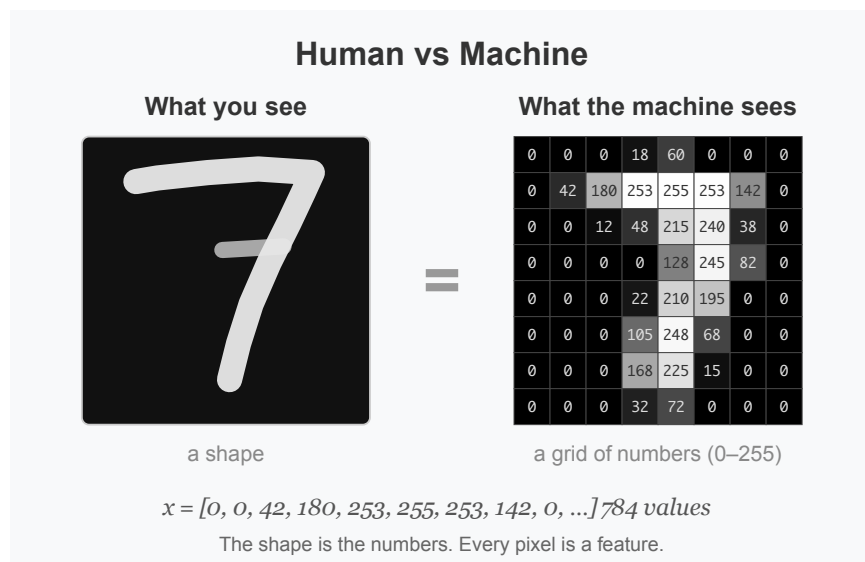 Human vs Machine
What you see
What the machine sees
0 0 0 18 60 0 0 0
0 42 180 253 255 253 142 0
0 0 12 48 215 240 38 0
0 0 0 0 128 245 82 0
0 0 0 22 210 195 0 0
0 0 0 105 248 68 0 0
0 0 0 168 225 15 0 0
0 0 0 32 72 0 0 0
7
=
a shape
a grid of numbers (0–255)
x = [0, 0, 42, 180, 253, 255, 253, 142, 0, ...] 784 values
The shape is the numbers. Every pixel is a feature.